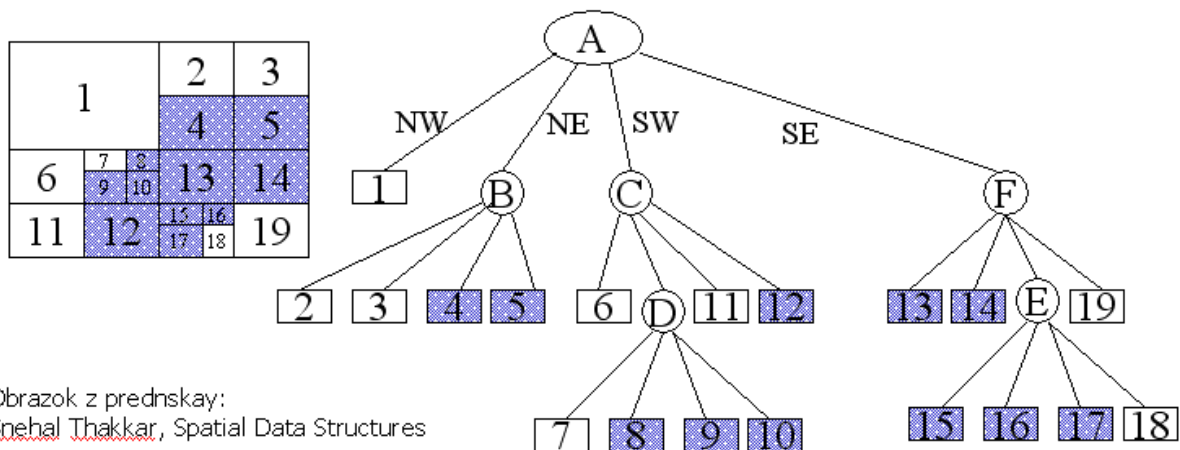 1 2 3
4 5
6 7 8 13 14
9 10
11 12 15 16 19
17 18
A
NW NE SW SE
1 B C F
2 3 4 5 6 D 11 12 13 14 E 19
7 8 9 10 15 16 17 18
Obrazok z prednskay:
Snehal Thakkar, Spatial Data Structures